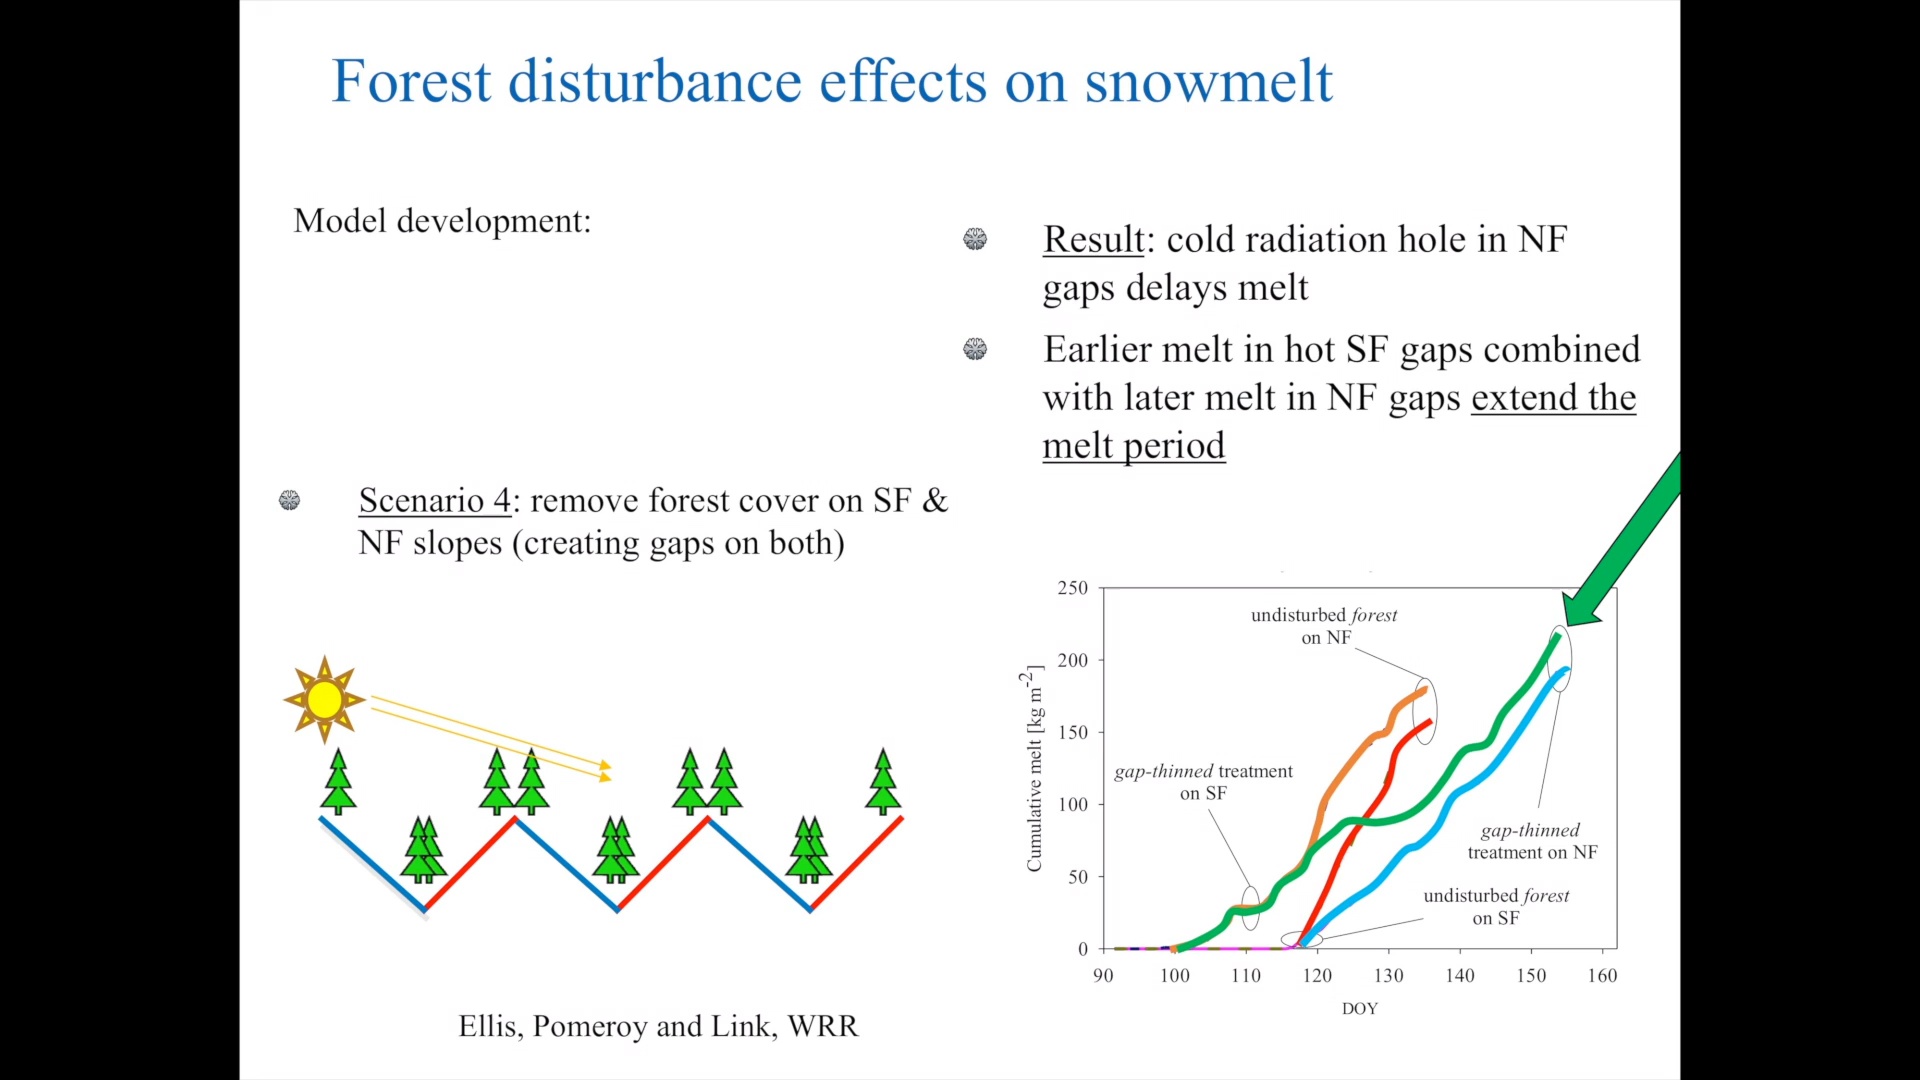 Forest disturbance effects on snowmelt
Model development:
Scenario 4: remove forest cover on SF &
NF slopes (creating gaps on both)
Ellis, Pomeroy and Link, WRR
Result: cold radiation hole in NF
gaps delays melt
Earlier melt in hot SF gaps combined
with later melt in NF gaps extend the
melt period
250
200
150
100
50
0
Cumulative melt [kg m-2]
undisturbed forest
on NF
gap-thinned treatment
on SF
gap-thinned
treatment on NF
undisturbed forest
on SF
90 100 110 120 130 140 150 160
DOY